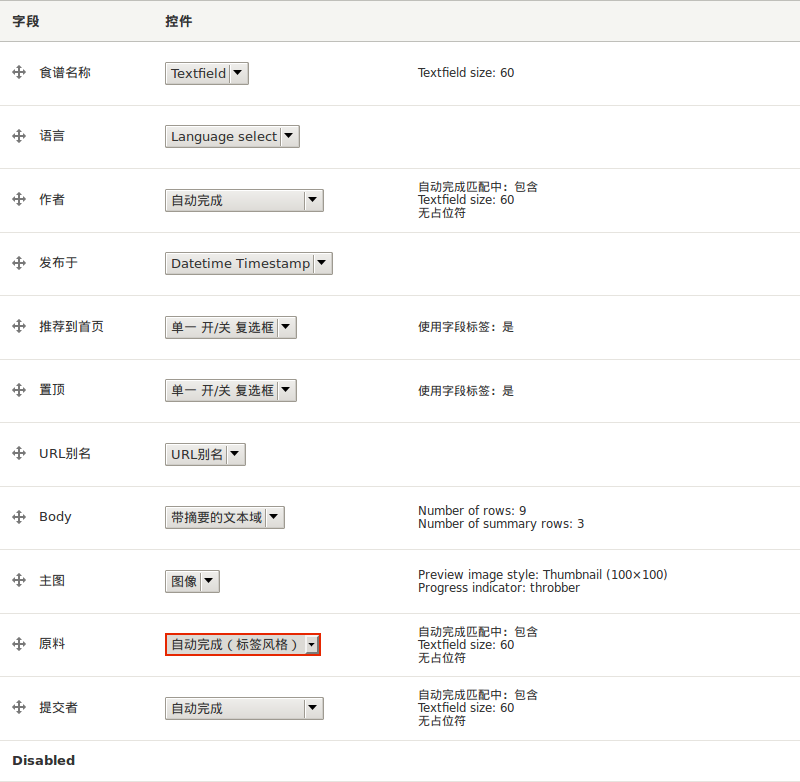 字段 控件
食谱名称 Textfield Textfield size: 60
语言 Language select
作者 自动完成 自动完成匹配中: 包含
Textfield size: 60
无占位符
发布于 Datetime Timestamp
推荐到首页 单一 开/关 复选框 使用字段标签: 是
置顶 单一 开/关 复选框 使用字段标签: 是
URL别名 URL别名
Body 带摘要的文本域 Number of rows: 9
Number of summary rows: 3
主图 图像 Preview image style: Thumbnail (100×100)
Progress indicator: throbber
原料 自动完成（标签风格） 自动完成匹配中: 包含
Textfield size: 60
无占位符
提交者 自动完成 自动完成匹配中: 包含
Textfield size: 60
无占位符
Disabled